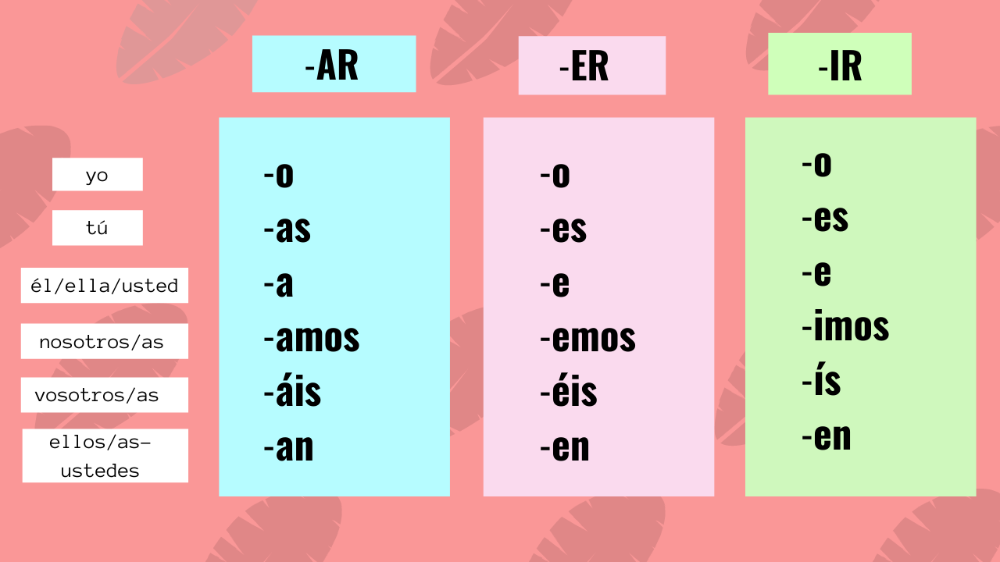 -AR -ER -IR
yo -o -o -o
tú -as -es -es
él/ella/usted -a -e -e
nosotros/as -amos -emos -imos
vosotros/as -áis -éis -ís
ellos/as-
ustedes -an -en -en